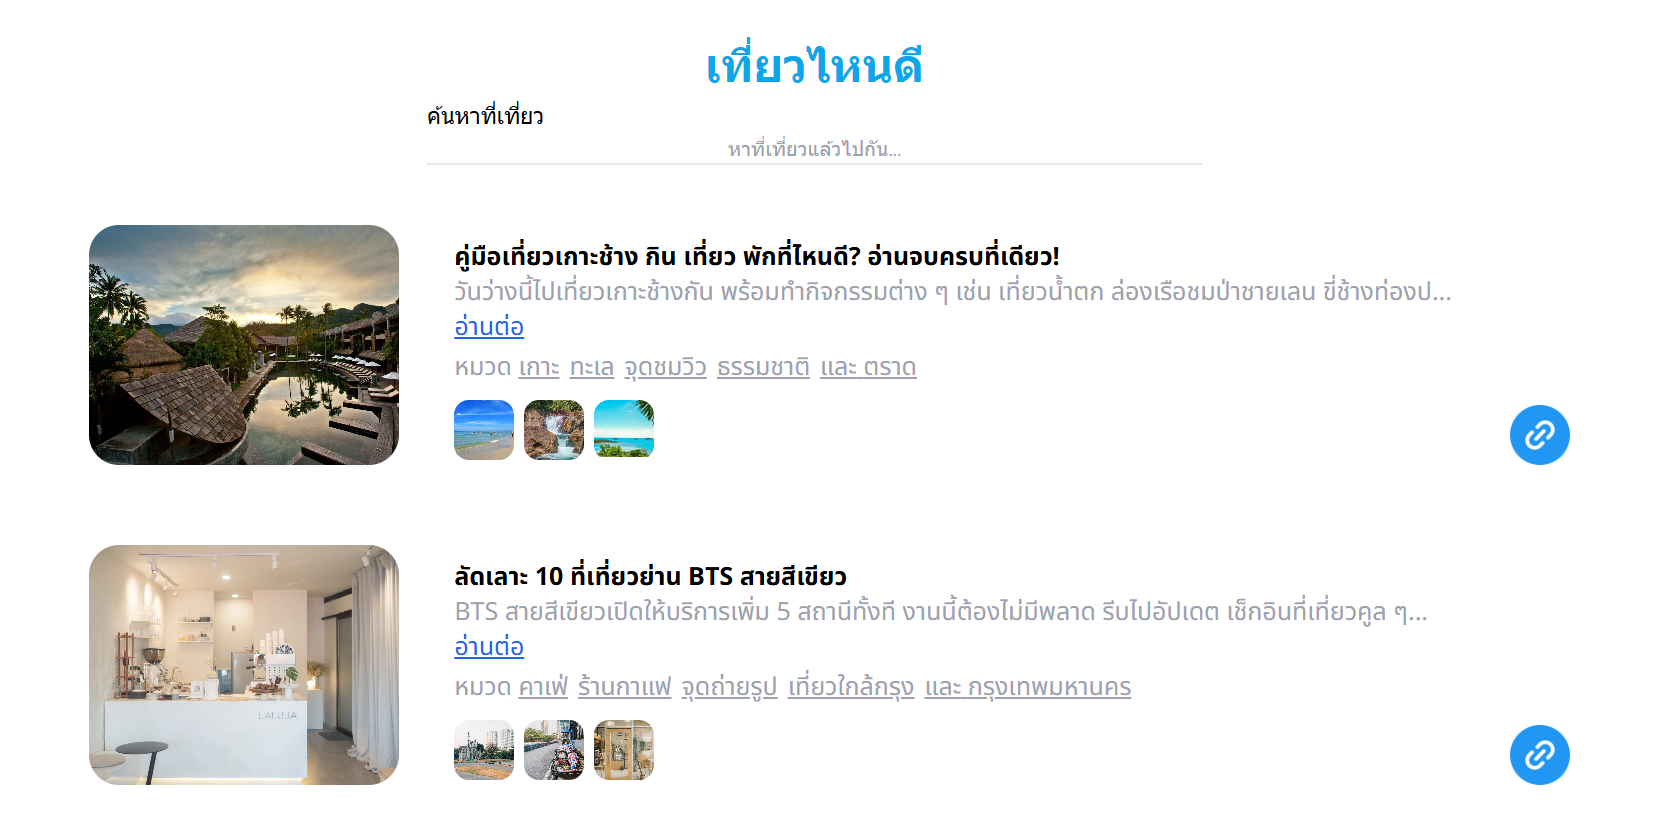 เที่ยวไหนดี
ค้นหาที่เที่ยว
หาที่เที่ยวแล้วไปกัน...
คู่มือเที่ยวเกาะช้าง กิน เที่ยว พักที่ไหนดี? อ่านจบครบที่เดียว!
วันว่างนี้ไปเที่ยวเกาะช้างกัน พร้อมทำกิจกรรมต่าง ๆ เช่น เที่ยวน้ำตก ล่องเรือชมป่าชายเลน ขี่ช้างท่องป...
อ่านต่อ
หมวด เกาะ ทะเล จุดชมวิว ธรรมชาติ และ ตราด
ลัดเลาะ 10 ที่เที่ยวย่าน BTS สายสีเขียว
BTS สายสีเขียวเปิดให้บริการเพิ่ม 5 สถานีทั้งที งานนี้ต้องไม่มีพลาด รีบไปอัปเดต เช็กอินที่เที่ยวคูล ๆ...
อ่านต่อ
หมวด คาเฟ่ ร้านกาแฟ จุดถ่ายรูป เที่ยวใกล้กรุง และ กรุงเทพมหานคร
LALUJA